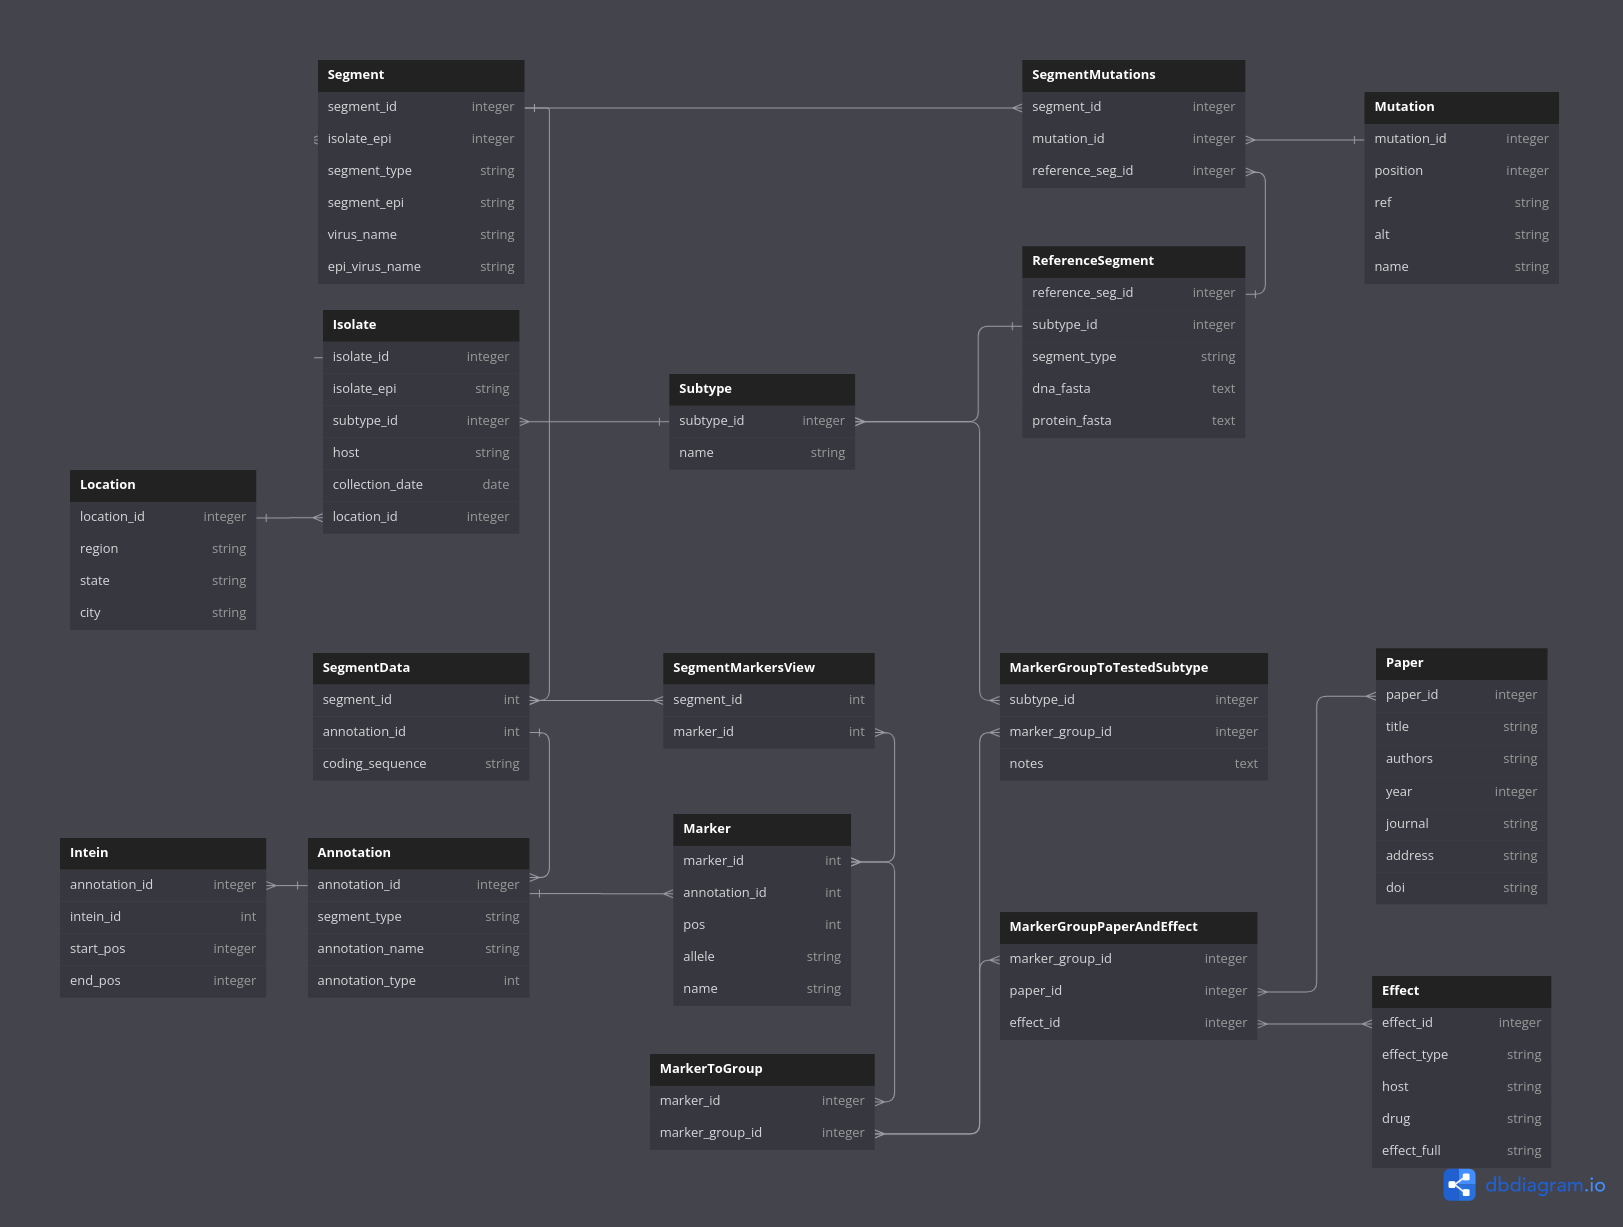 Segment
segment_id integer
isolate_epi integer
segment_type string
segment_epi string
virus_name string
epi_virus_name string
SegmentMutations
segment_id integer
mutation_id integer
reference_seg_id integer
Mutation
mutation_id integer
position integer
ref string
alt string
name string
ReferenceSegment
reference_seg_id integer
subtype_id integer
segment_type string
dna_fasta text
protein_fasta text
Isolate
isolate_id integer
isolate_epi string
subtype_id integer
host string
collection_date date
location_id integer
Subtype
subtype_id integer
name string
Location
location_id integer
region string
state string
city string
SegmentData
segment_id int
annotation_id int
coding_sequence string
SegmentMarkersView
segment_id int
marker_id int
MarkerGroupToTestedSubtype
subtype_id integer
marker_group_id integer
notes text
Paper
paper_id integer
title string
authors string
year integer
journal string
address string
doi string
Intein
annotation_id integer
intein_id int
start_pos integer
end_pos integer
Annotation
annotation_id integer
segment_type string
annotation_name string
annotation_type int
Marker
marker_id int
annotation_id int
pos int
allele string
name string
MarkerGroupPaperAndEffect
marker_group_id integer
paper_id integer
effect_id integer
Effect
effect_id integer
effect_type string
host string
drug string
effect_full string
MarkerToGroup
marker_id integer
marker_group_id integer
dbdiagram.io